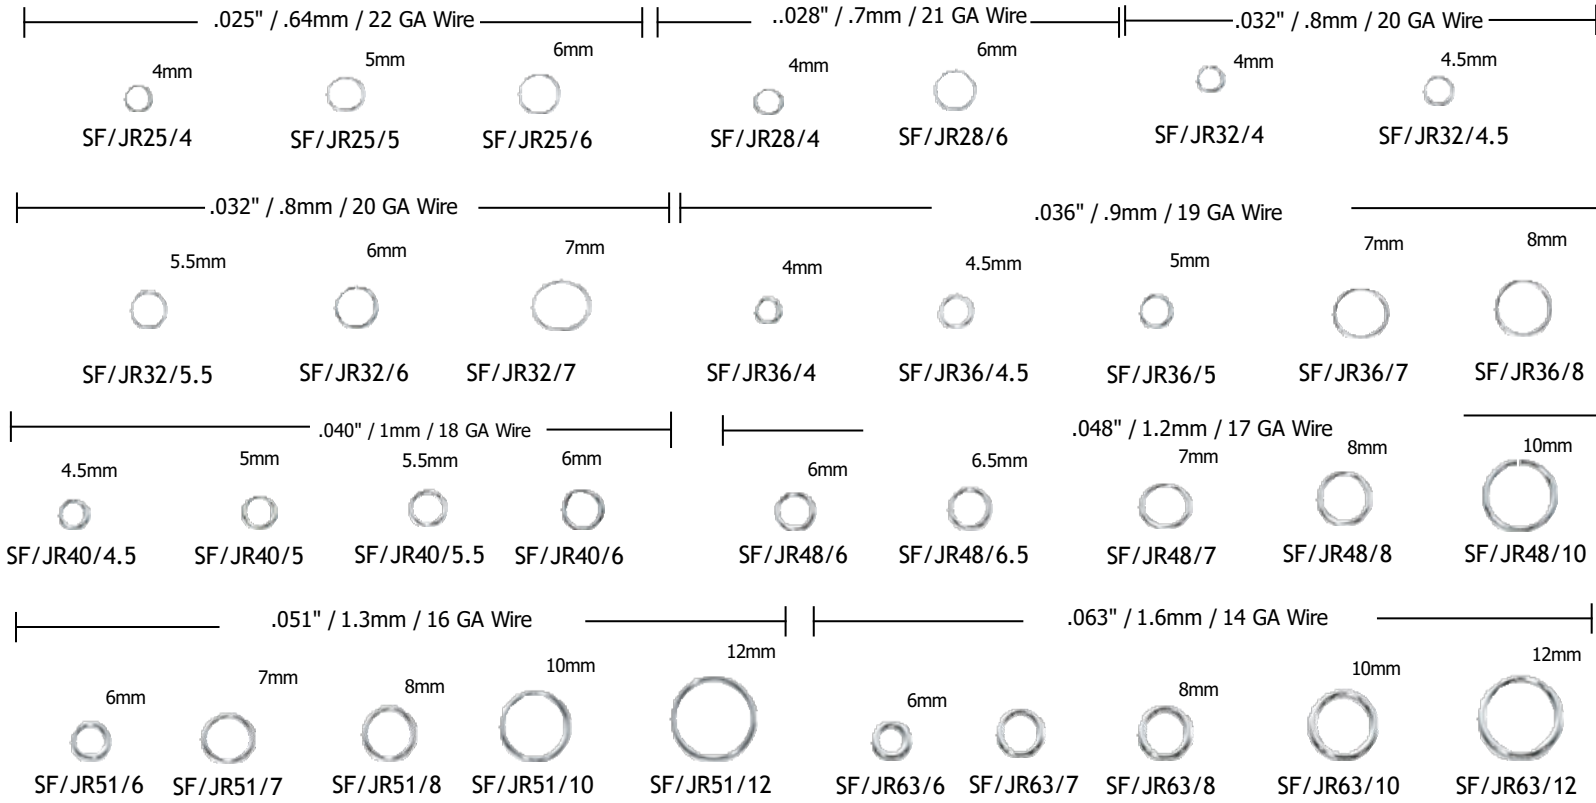 .025" / .64mm / 22 GA Wire ..028" / .7mm / 21 GA Wire .032" / .8mm / 20 GA Wire
4mm 5mm 6mm 4mm 6mm 4mm 4.5mm
SF/JR25/4 SF/JR25/5 SF/JR25/6 SF/JR28/4 SF/JR28/6 SF/JR32/4 SF/JR32/4.5
.032" / .8mm / 20 GA Wire .036" / .9mm / 19 GA Wire
5.5mm 6mm 7mm 4mm 4.5mm 5mm 7mm 8mm
SF/JR32/5.5 SF/JR32/6 SF/JR32/7 SF/JR36/4 SF/JR36/4.5 SF/JR36/5 SF/JR36/7 SF/JR36/8
.040" / 1mm / 18 GA Wire .048" / 1.2mm / 17 GA Wire
4.5mm 5mm 5.5mm 6mm 6mm 6.5mm 7mm 8mm 10mm
SF/JR40/4.5 SF/JR40/5 SF/JR40/5.5 SF/JR40/6 SF/JR48/6 SF/JR48/6.5 SF/JR48/7 SF/JR48/8 SF/JR48/10
.051" / 1.3mm / 16 GA Wire .063" / 1.6mm / 14 GA Wire
6mm 7mm 8mm 10mm 12mm 6mm 8mm 10mm 12mm
SF/JR51/6 SF/JR51/7 SF/JR51/8 SF/JR51/10 SF/JR51/12 SF/JR63/6 SF/JR63/7 SF/JR63/8 SF/JR63/10 SF/JR63/12